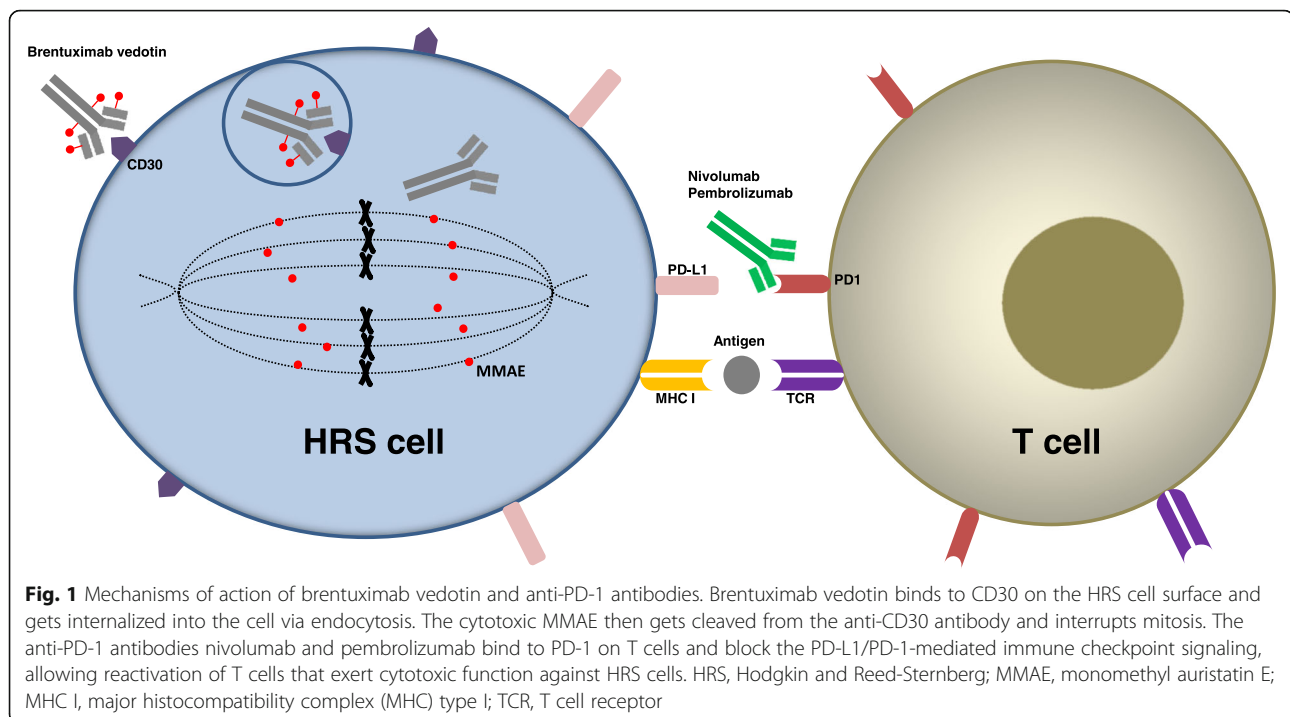 Brentuximab vedotin
CD30
Nivolumab
Pembrolizumab
PD-L1
PD1
Antigen
MMAE
MHC I
TCR
HRS cell
T cell
Fig. 1 Mechanisms of action of brentuximab vedotin and anti-PD-1 antibodies. Brentuximab vedotin binds to CD30 on the HRS cell surface and
gets internalized into the cell via endocytosis. The cytotoxic MMAE then gets cleaved from the anti-CD30 antibody and interrupts mitosis. The
anti-PD-1 antibodies nivolumab and pembrolizumab bind to PD-1 on T cells and block the PD-L1/PD-1-mediated immune checkpoint signaling,
allowing reactivation of T cells that exert cytotoxic function against HRS cells. HRS, Hodgkin and Reed-Sternberg; MMAE, monomethyl auristatin E;
MHC I, major histocompatibility complex (MHC) type I; TCR, T cell receptor